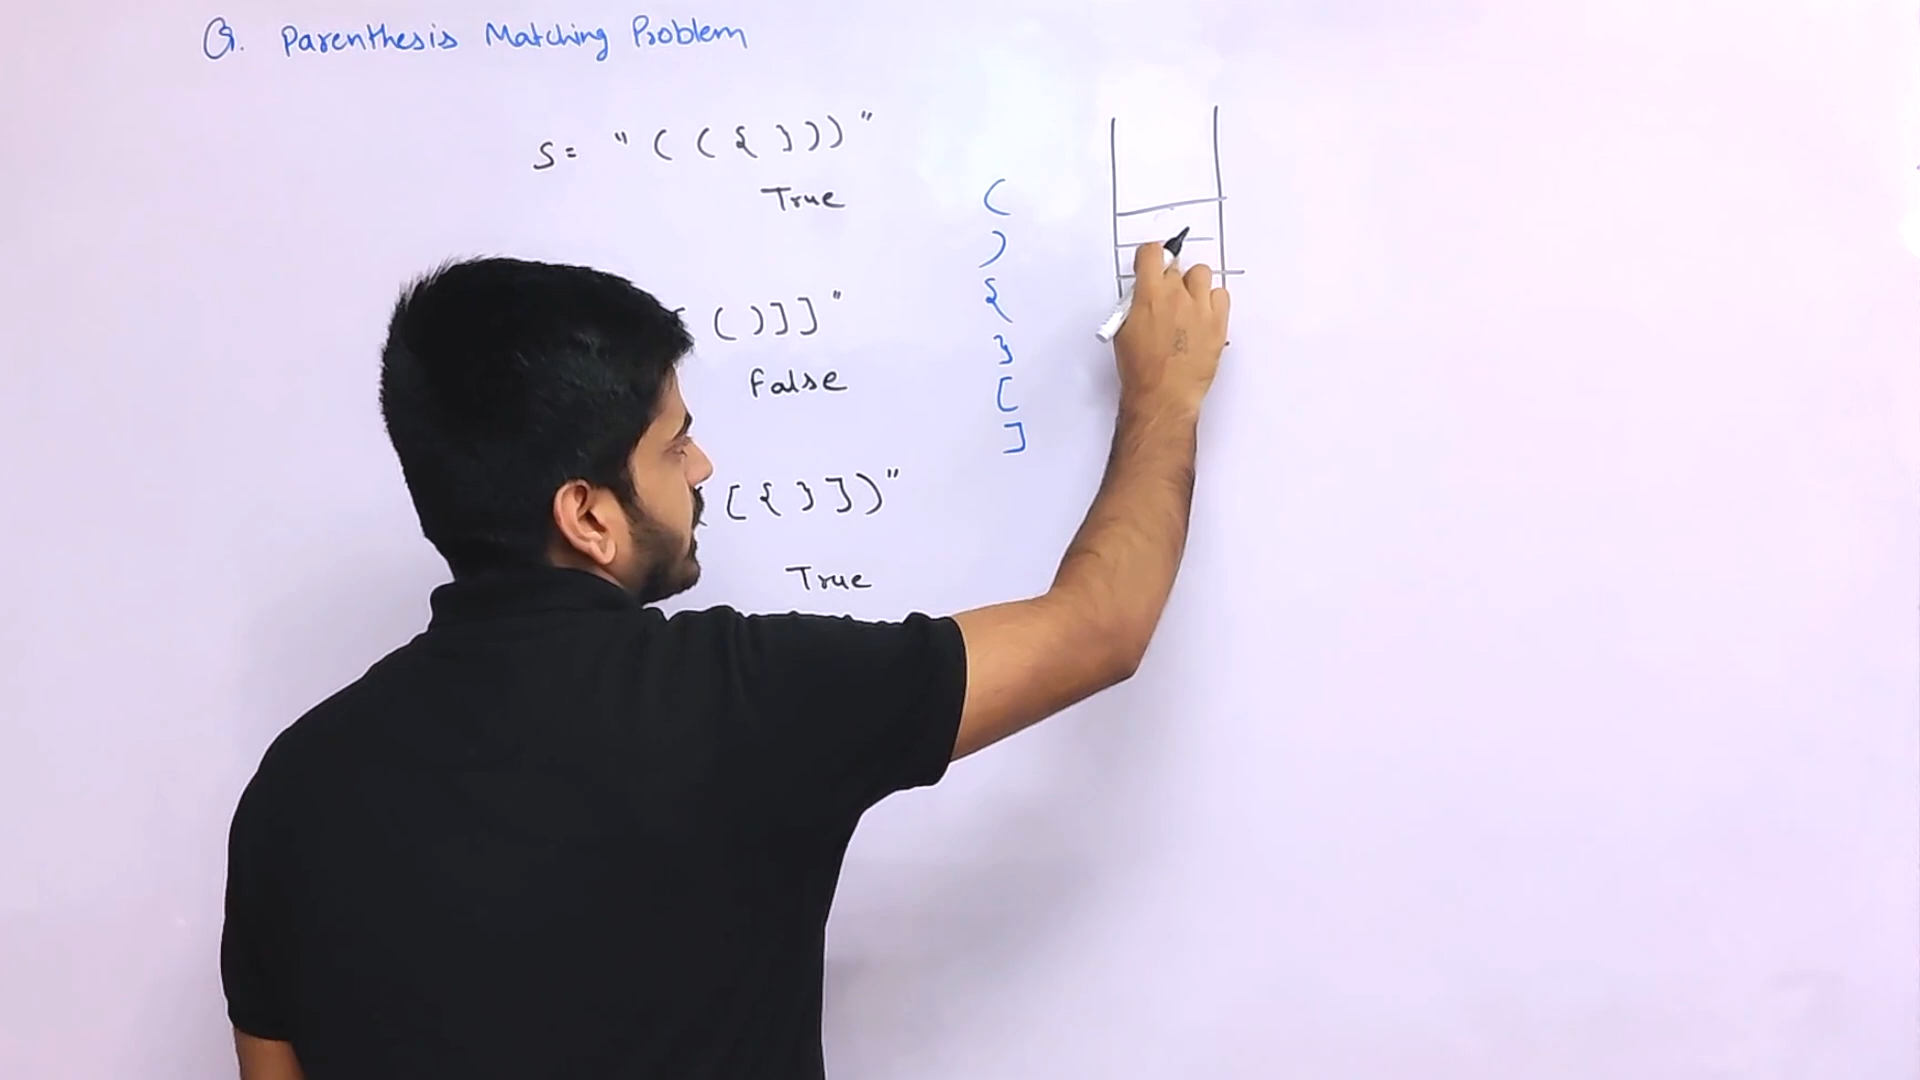 Q. Parenthesis Matching Problem
S= "(({}))"
True
()]]"
False
[{}])"
True
(
)
{
}
[
]